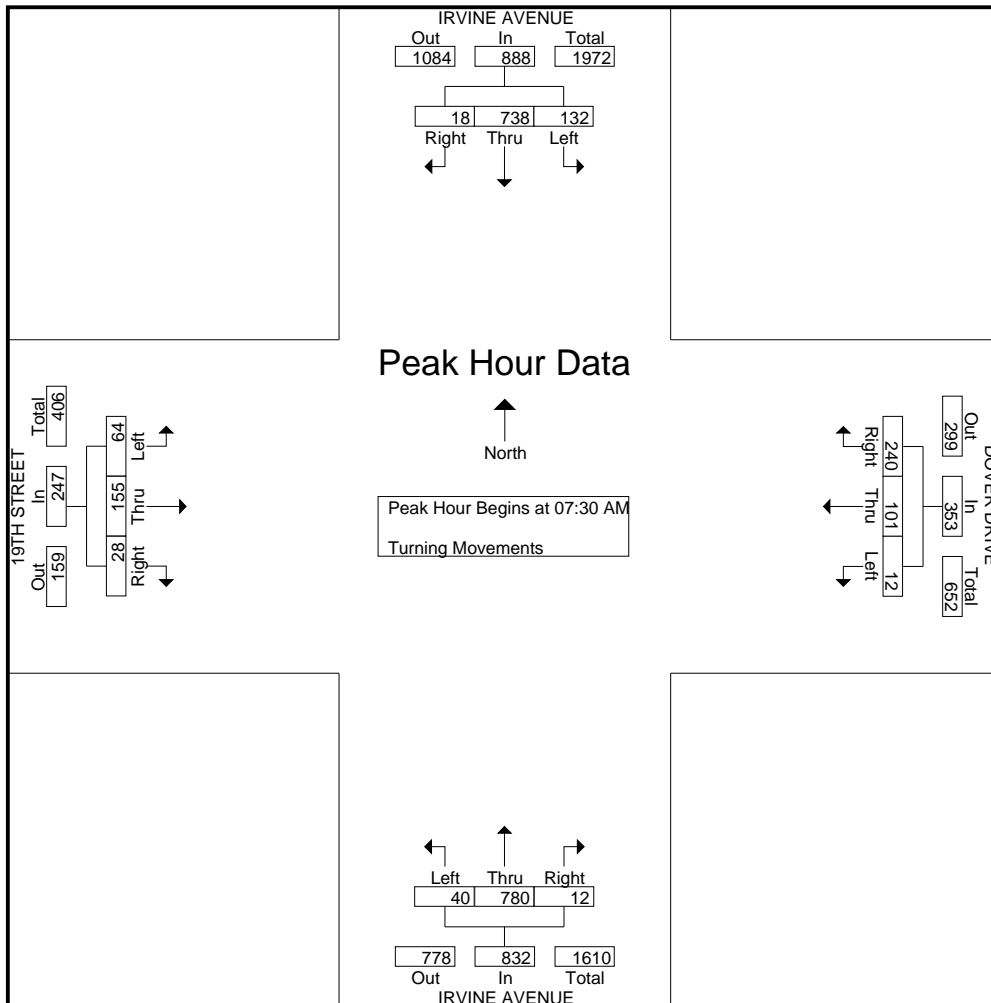 IRVINE AVENUE
Out In Total
1084 888 1972
18 738 132
Right Thru Left
Peak Hour Data
North
Peak Hour Begins at 07:30 AM
Turning Movements
19TH STREET
Out In Total
159 247 406
28 155 64
Right Thru Left
DOVER DRIVE
Out In Total
299 353 652
240 101 12
Right Thru Left
Left Thru Right
40 780 12
778 832 1610
Out In Total
IRVINE AVENUE